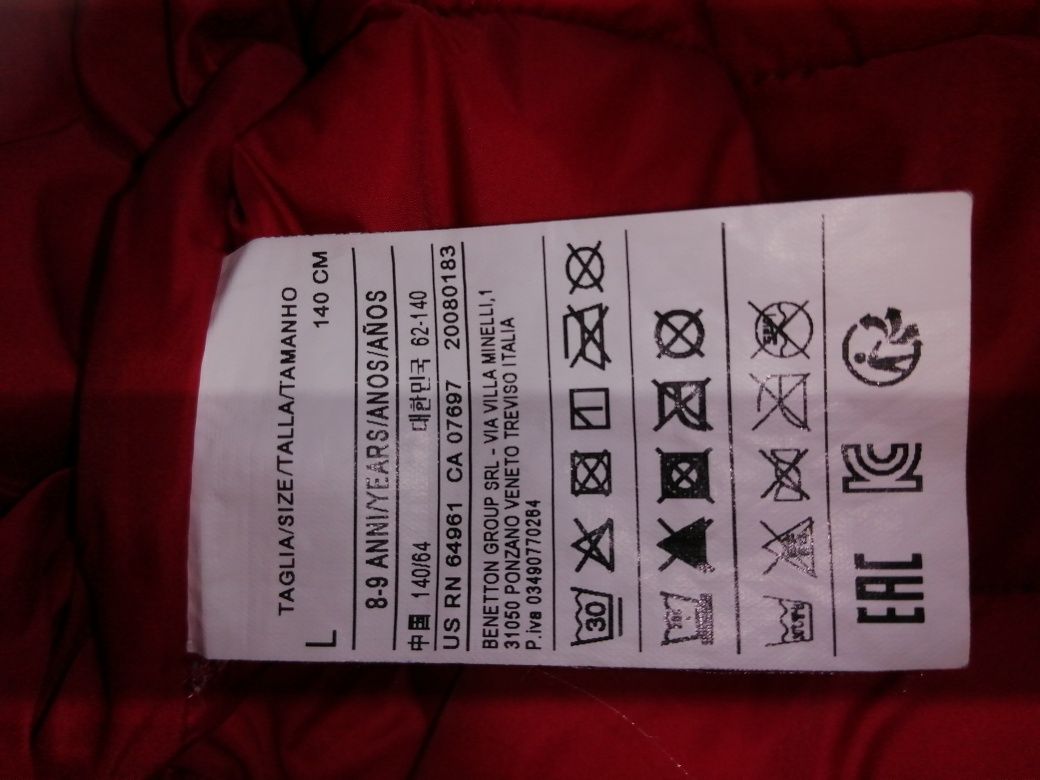 TAGLIA/SIZE/TALLA/TAMANHO
L 140 CM
8-9 ANNI/YEARS/ANOS/AÑOS
中国 140/64 대한민국 62-140
US RN 64961 CA 07697 20080183
BENETTON GROUP SRL - VIA VILLA MINELLI,1
31050 PONZANO VENETO TREVISO ITALIA
P.iva 03490770264
30
EAC